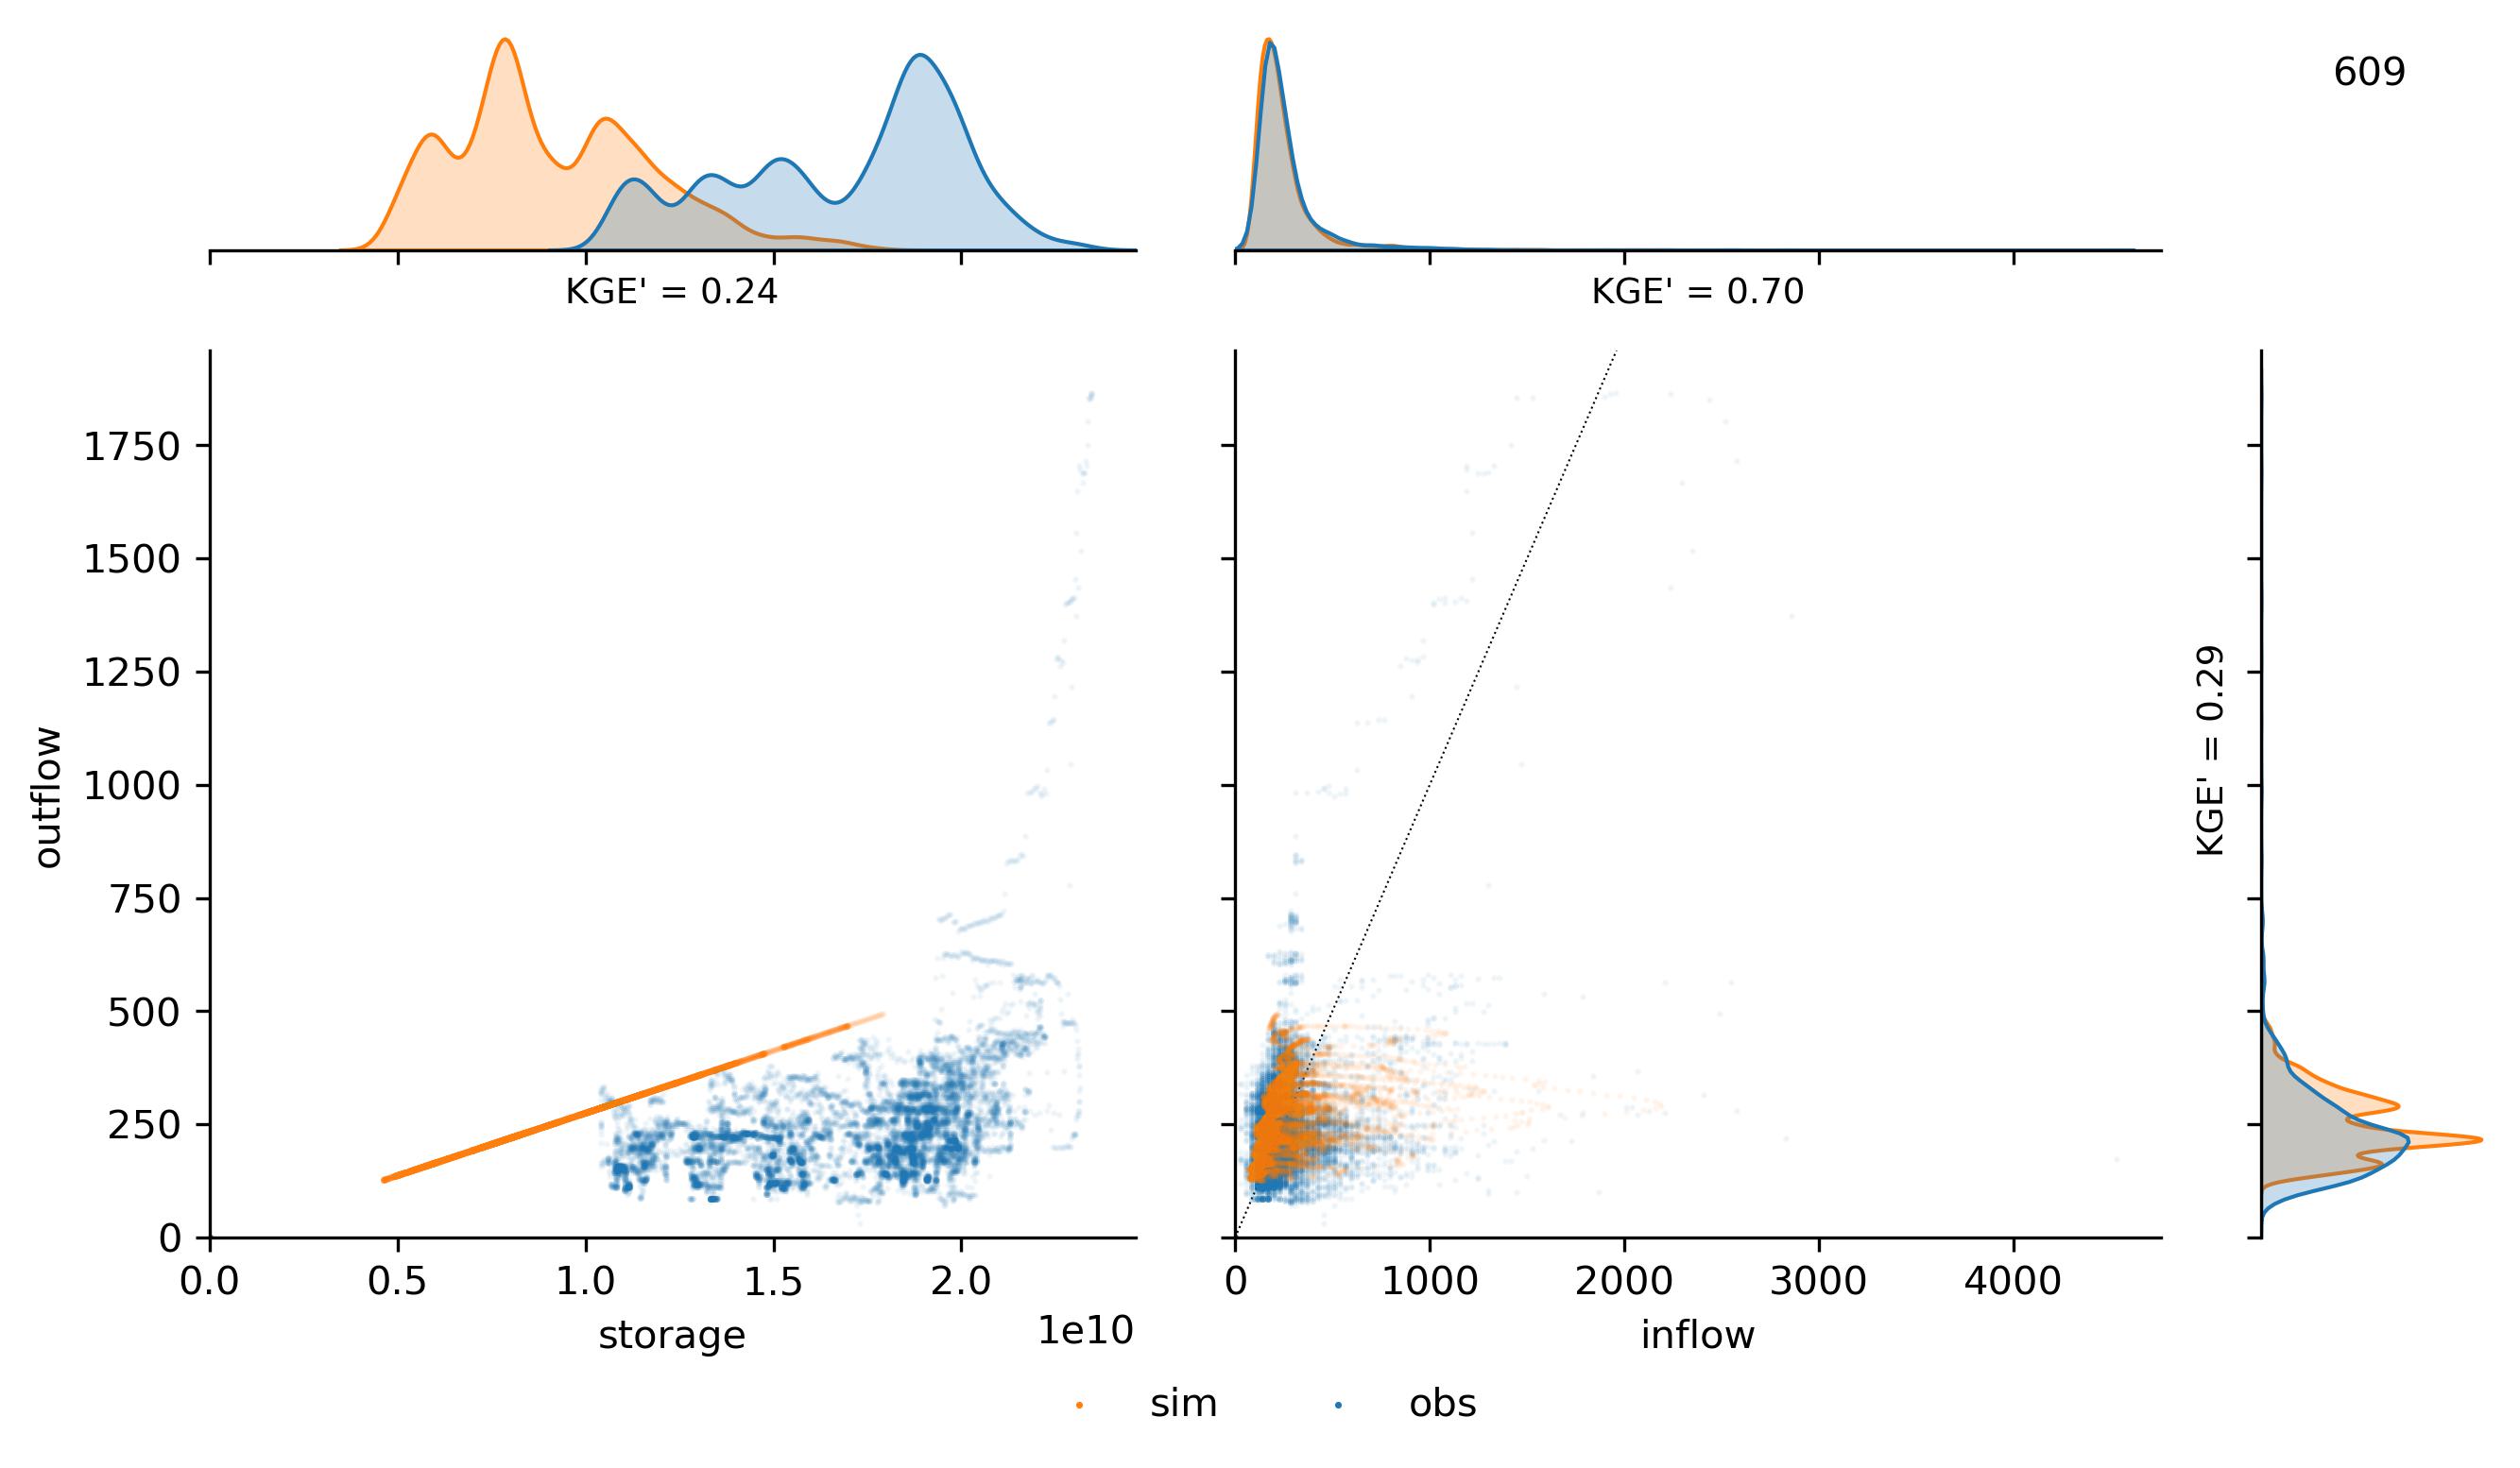 609
KGE' = 0.24
KGE' = 0.70
outflow
1750
1500
1250
1000
750
500
250
0
KGE' = 0.29
0.0 0.5 1.0 1.5 2.0
0 1000 2000 3000 4000
storage
1e10
inflow
sim obs